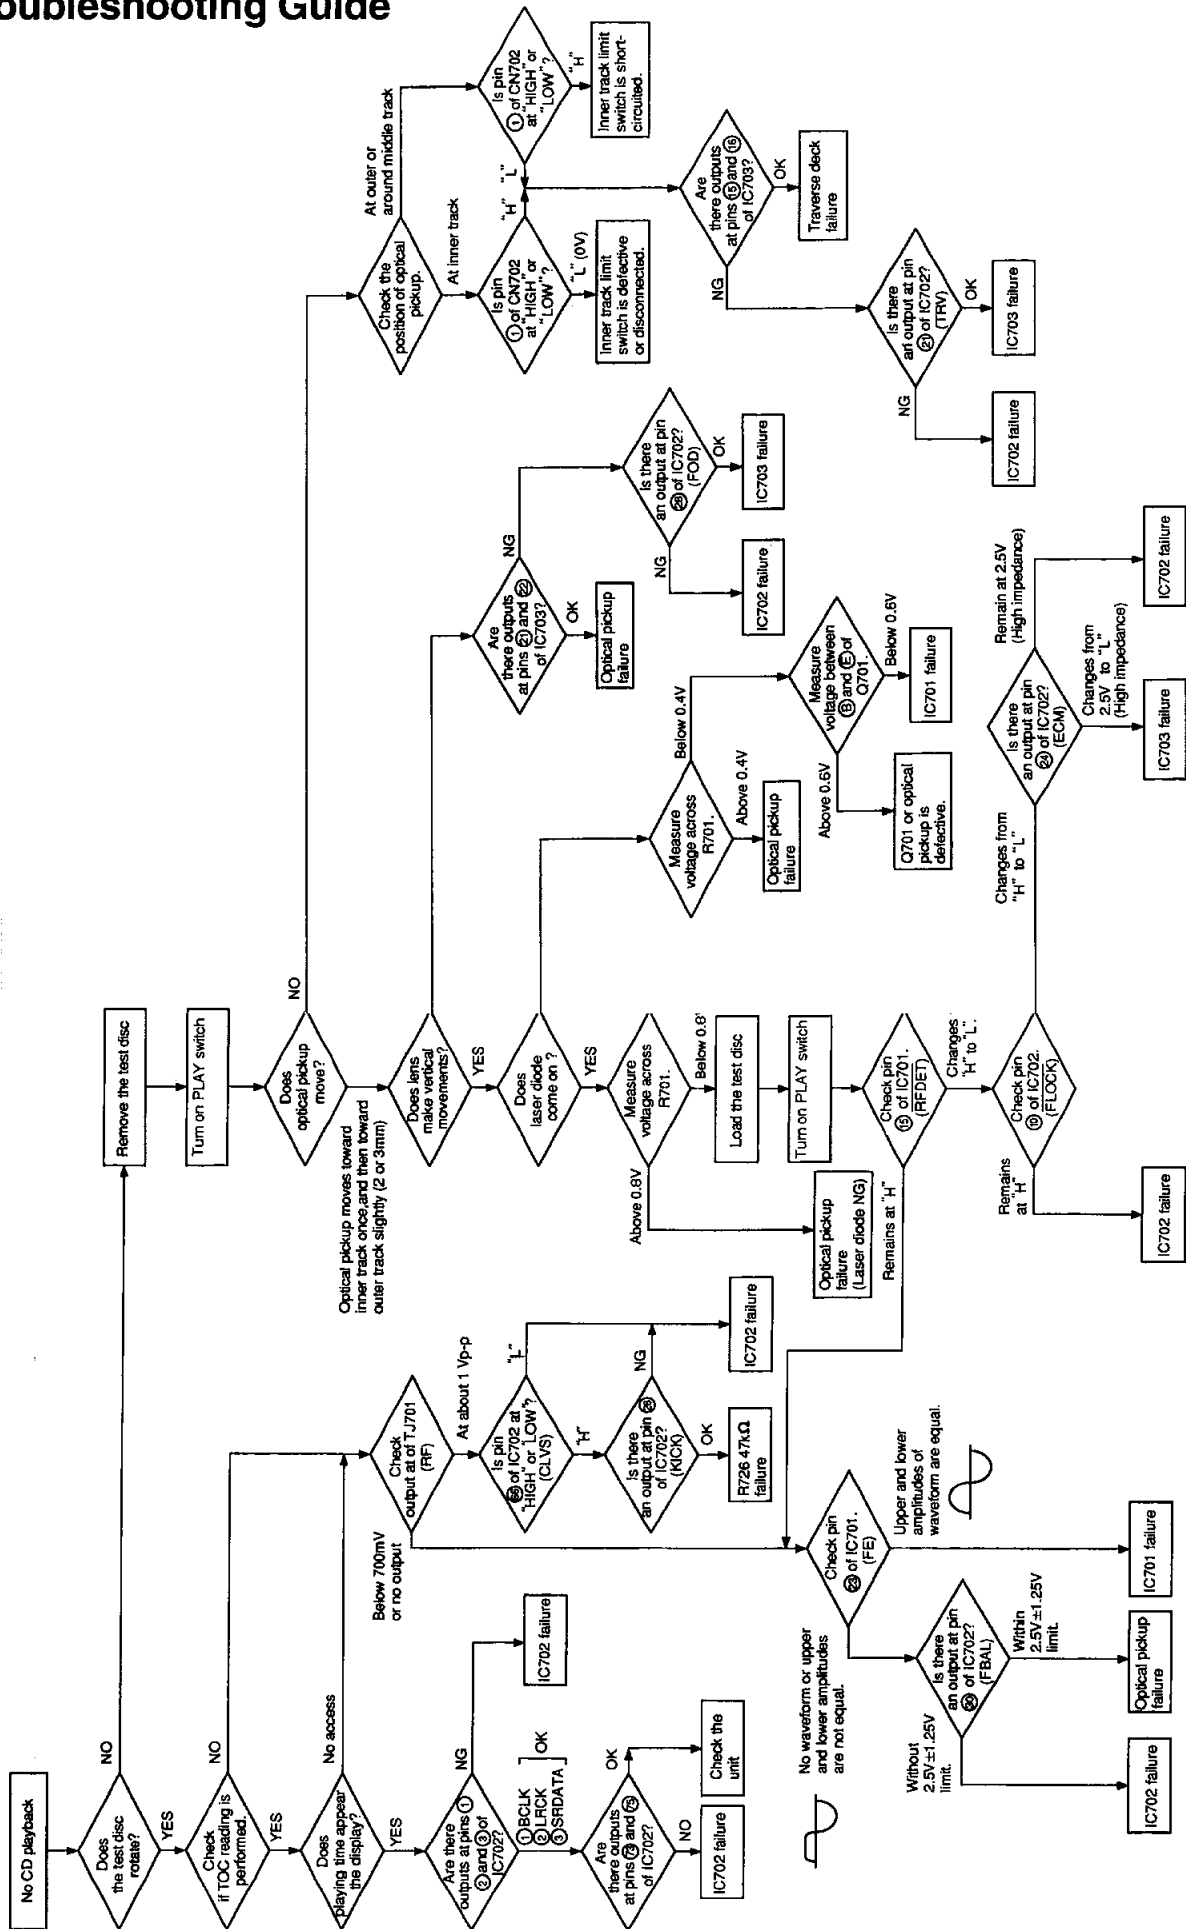 oubleshooting Guide
No CD playback
Does
the test disc
rotate?
NO
YES
Check
if TOC reading is
performed.
NO
YES
Does
playing time appear
the display?
No access
YES
Are there
outputs at pins ①
② and ③ of
IC702?
NG
IC702 failure
①BCLK
②LRCK
③SRDATA
OK
Are
there outputs
at pins 74 and 75
of IC702?
OK
Check the
unit
NO
IC702 failure
Below 700mV
or no output
Check
output at of TJ701
(RF)
At about 1 Vp-p
Is pin
of IC702 at
"HIGH" or "LOW"?
(CLVS)
"L"
"H"
Is there
an output at pin
of IC702?
(KICK)
NG
OK
IC702 failure
R726 47kΩ
failure
Check pin
㉓ of IC701.
(FE)
Upper and lower
amplitudes of
waveform are equal.
No waveform or upper
and lower amplitudes
are not equal.
Is there
an output at pin
㉚ of IC702?
(FBAL)
Without
2.5V±1.25V
limit.
Within
2.5V±1.25V
limit.
IC702 failure
Optical pickup
failure
IC701 failure
Remove the test disc
Turn on PLAY switch
Does
optical pickup
move?
NO
Optical pickup moves toward
inner track once,and then toward
outer track slightly (2 or 3mm)
Does lens
make vertical
movements?
YES
Does
laser diode
come on ?
YES
Measure
voltage across
R701.
Above 0.8V
Below 0.8
Optical pickup
failure
(Laser diode NG)
Load the test disc
Turn on PLAY switch
Check pin
⑮ of IC701.
(RFDET)
Remains at "H"
Changes
"H" to "L".
Check pin
⑩ of IC702.
(FLOCK)
Remains
at "H"
IC702 failure
Changes from
"H" to "L"
Is there
an output at pin
㉔ of IC702?
(ECM)
Remain at 2.5V
(High impedance)
Changes from
2.5V to "L"
(High impedance)
IC703 failure
IC702 failure
Measure
voltage across
R701.
Below 0.4V
Above 0.4V
Optical pickup
failure
Measure
voltage between
Ⓑ and Ⓔ of
Q701.
Above 0.6V
Below 0.6V
Q701 or optical
pickup is
defective.
IC701 failure
Are
there outputs
at pins ㉑ and ㉒
of IC703?
NG
OK
Optical pickup
failure
Is there
an output at pin
of IC702?
(FOD)
NG
OK
IC702 failure
IC703 failure
Check the
position of optical
pickup.
At outer or
around middle track
At inner track
Is pin
① of CN702
at "HIGH" or
"LOW"?
"H"
"L" (0V)
Inner track limit
switch is defective
or disconnected.
Is pin
① of CN702
at "HIGH" or
"LOW"?
"L"
"H"
Inner track limit
switch is short-
circuited.
Are
there outputs
at pins ⑮ and ⑯
of IC703?
NG
OK
Traverse deck
failure
Is there
an output at pin
㉑ of IC702?
(TRV)
NG
OK
IC702 failure
IC703 failure